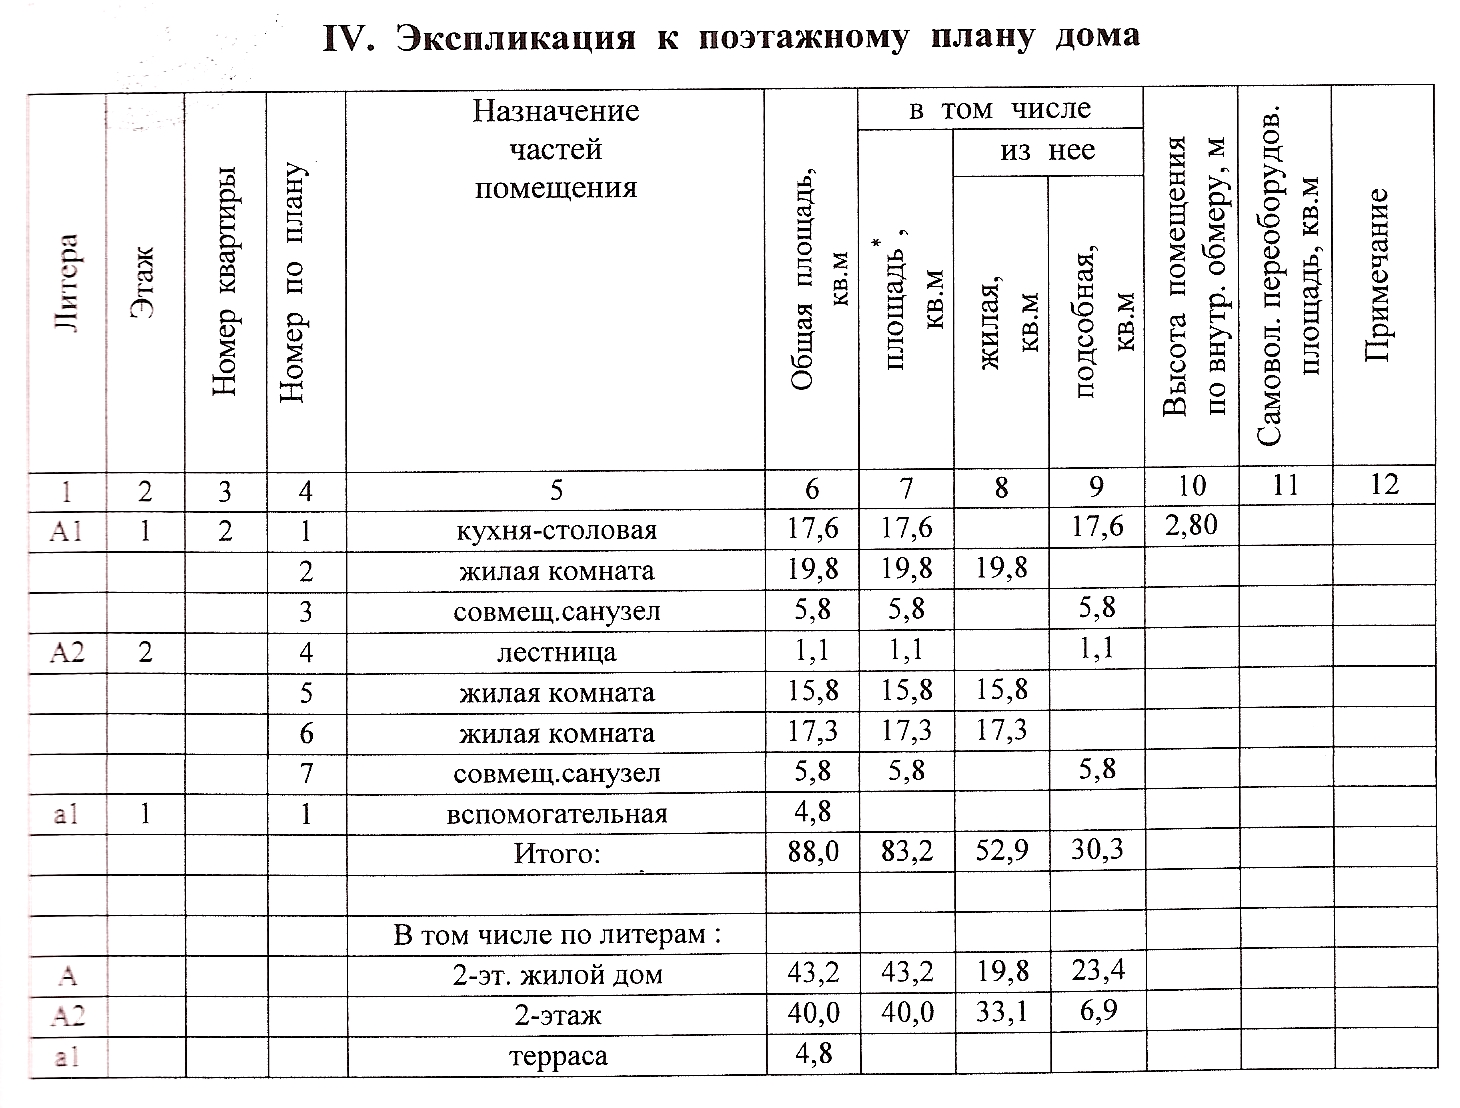 IV. Экспликация к поэтажному плану дома
Литера
Этаж
Номер квартиры
Номер по плану
Назначение
частей
помещения
Общая площадь,
кв.м
в том числе
площадь*,
кв.м
из нее
жилая,
кв.м
подсобная,
кв.м
Высота помещения
по внутр. обмеру, м
Самовол. переоборудов.
площадь, кв.м
Примечание
1 2 3 4 5 6 7 8 9 10 11 12
А1 1 2 1 кухня-столовая 17,6 17,6 17,6 2,80
2 жилая комната 19,8 19,8 19,8
3 совмещ.санузел 5,8 5,8 5,8
А2 2 4 лестница 1,1 1,1 1,1
5 жилая комната 15,8 15,8 15,8
6 жилая комната 17,3 17,3 17,3
7 совмещ.санузел 5,8 5,8 5,8
а1 1 1 вспомогательная 4,8
Итого: 88,0 83,2 52,9 30,3
В том числе по литерам :
А 2-эт. жилой дом 43,2 43,2 19,8 23,4
А2 2-этаж 40,0 40,0 33,1 6,9
а1 терраса 4,8